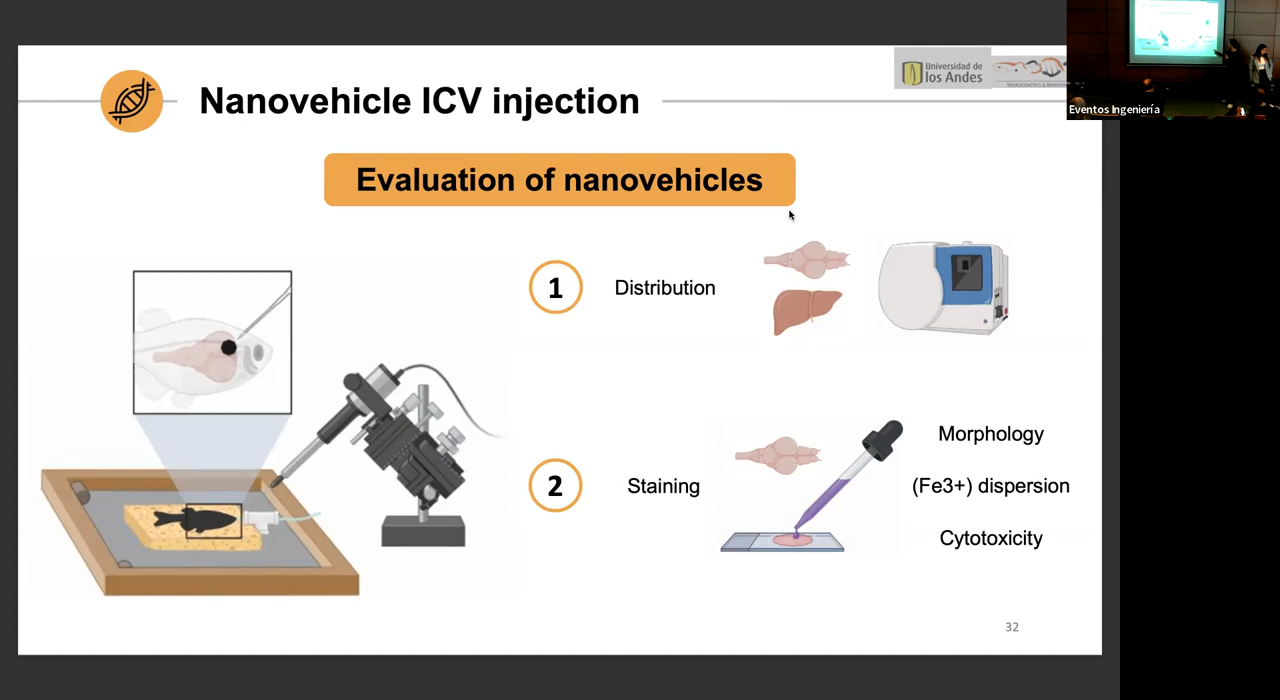 Universidad de
los Andes
Nanovehicle ICV injection
Eventos Ingeniería
Evaluation of nanovehicles
1
Distribution
2
Staining
Morphology
(Fe3+) dispersion
Cytotoxicity
32